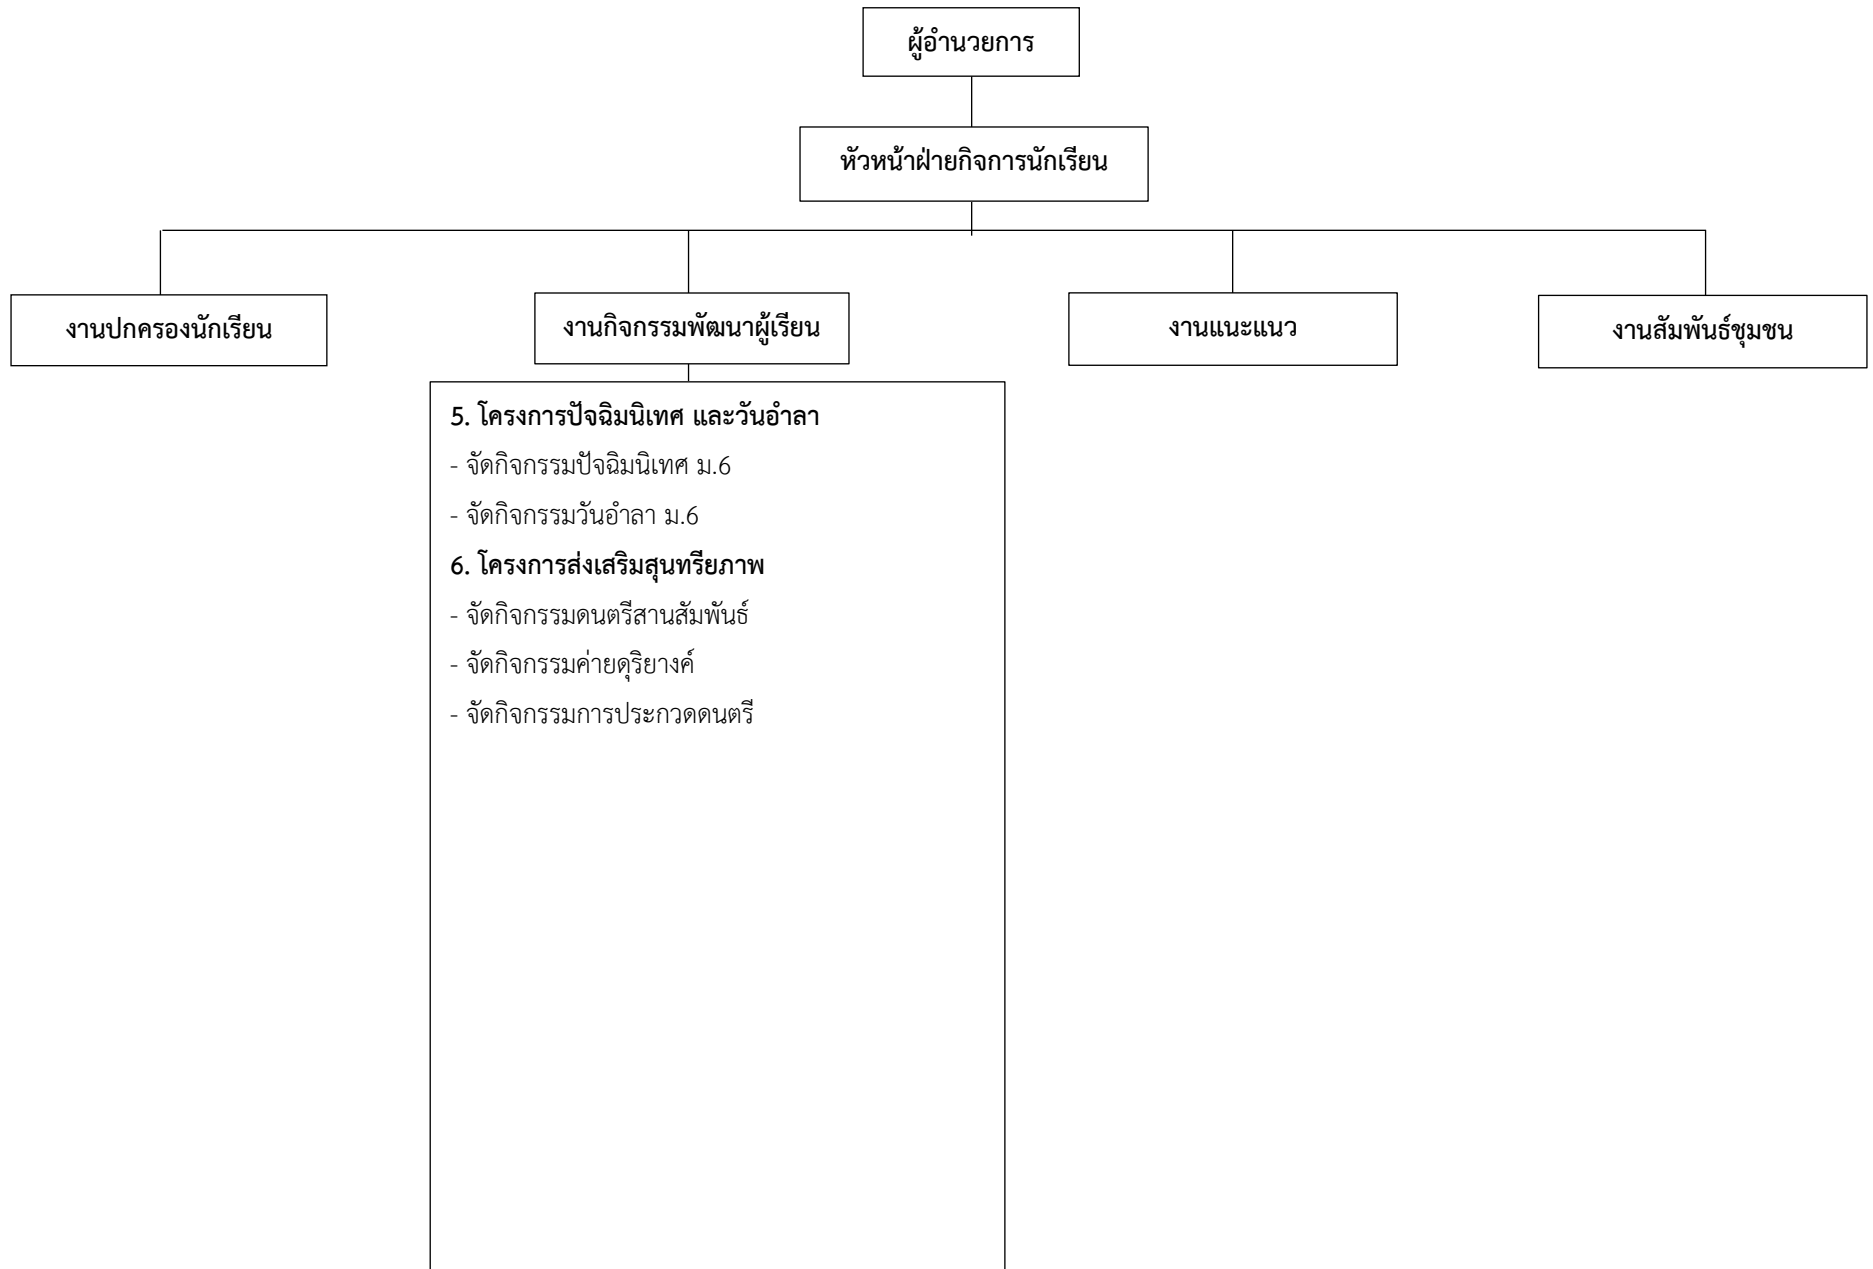 ผู้อำนวยการ
หัวหน้าฝ่ายกิจการนักเรียน
งานปกครองนักเรียน
งานกิจกรรมพัฒนาผู้เรียน
งานแนะแนว
งานสัมพันธ์ชุมชน
5. โครงการปัจฉิมนิเทศ และวันอำลา
- จัดกิจกรรมปัจฉิมนิเทศ ม.6
- จัดกิจกรรมวันอำลา ม.6
6. โครงการส่งเสริมสุนทรียภาพ
- จัดกิจกรรมดนตรีสานสัมพันธ์
- จัดกิจกรรมค่ายดุริยางค์
- จัดกิจกรรมการประกวดดนตรี